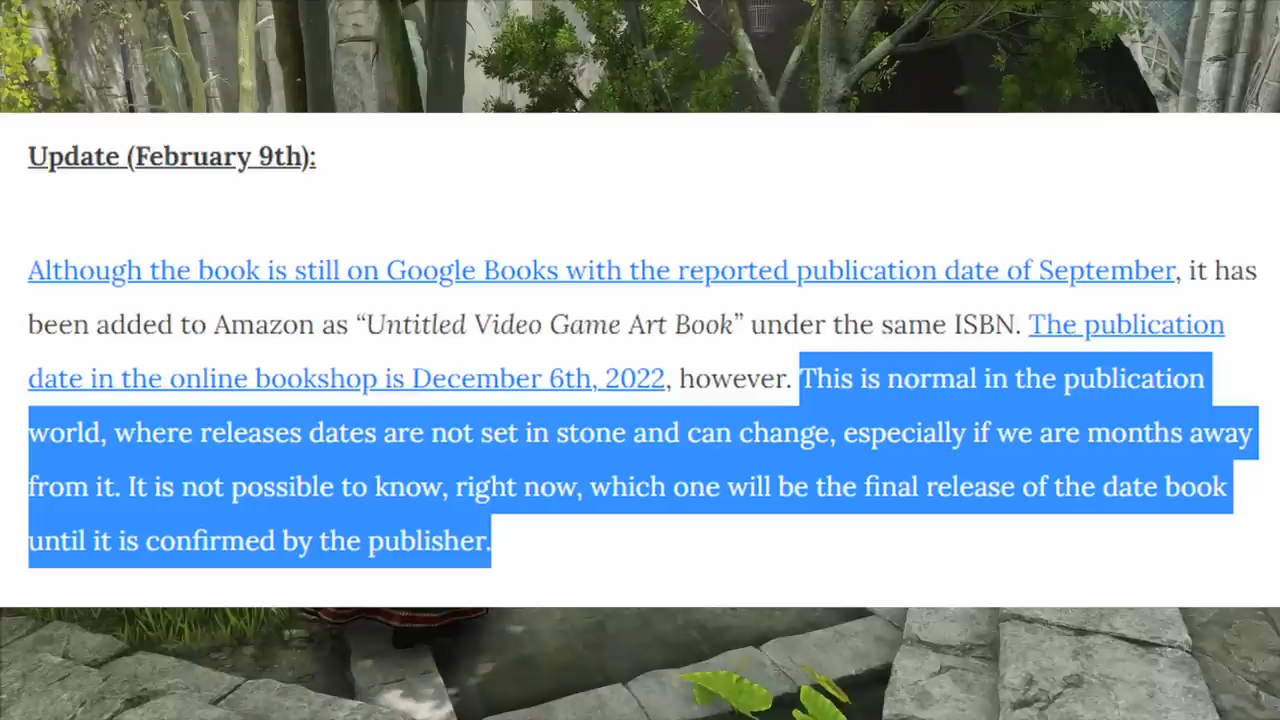 Update (February 9th):
Although the book is still on Google Books with the reported publication date of September, it has
been added to Amazon as “Untitled Video Game Art Book” under the same ISBN. The publication
date in the online bookshop is December 6th, 2022, however. This is normal in the publication
world, where releases dates are not set in stone and can change, especially if we are months away
from it. It is not possible to know, right now, which one will be the final release of the date book
until it is confirmed by the publisher.